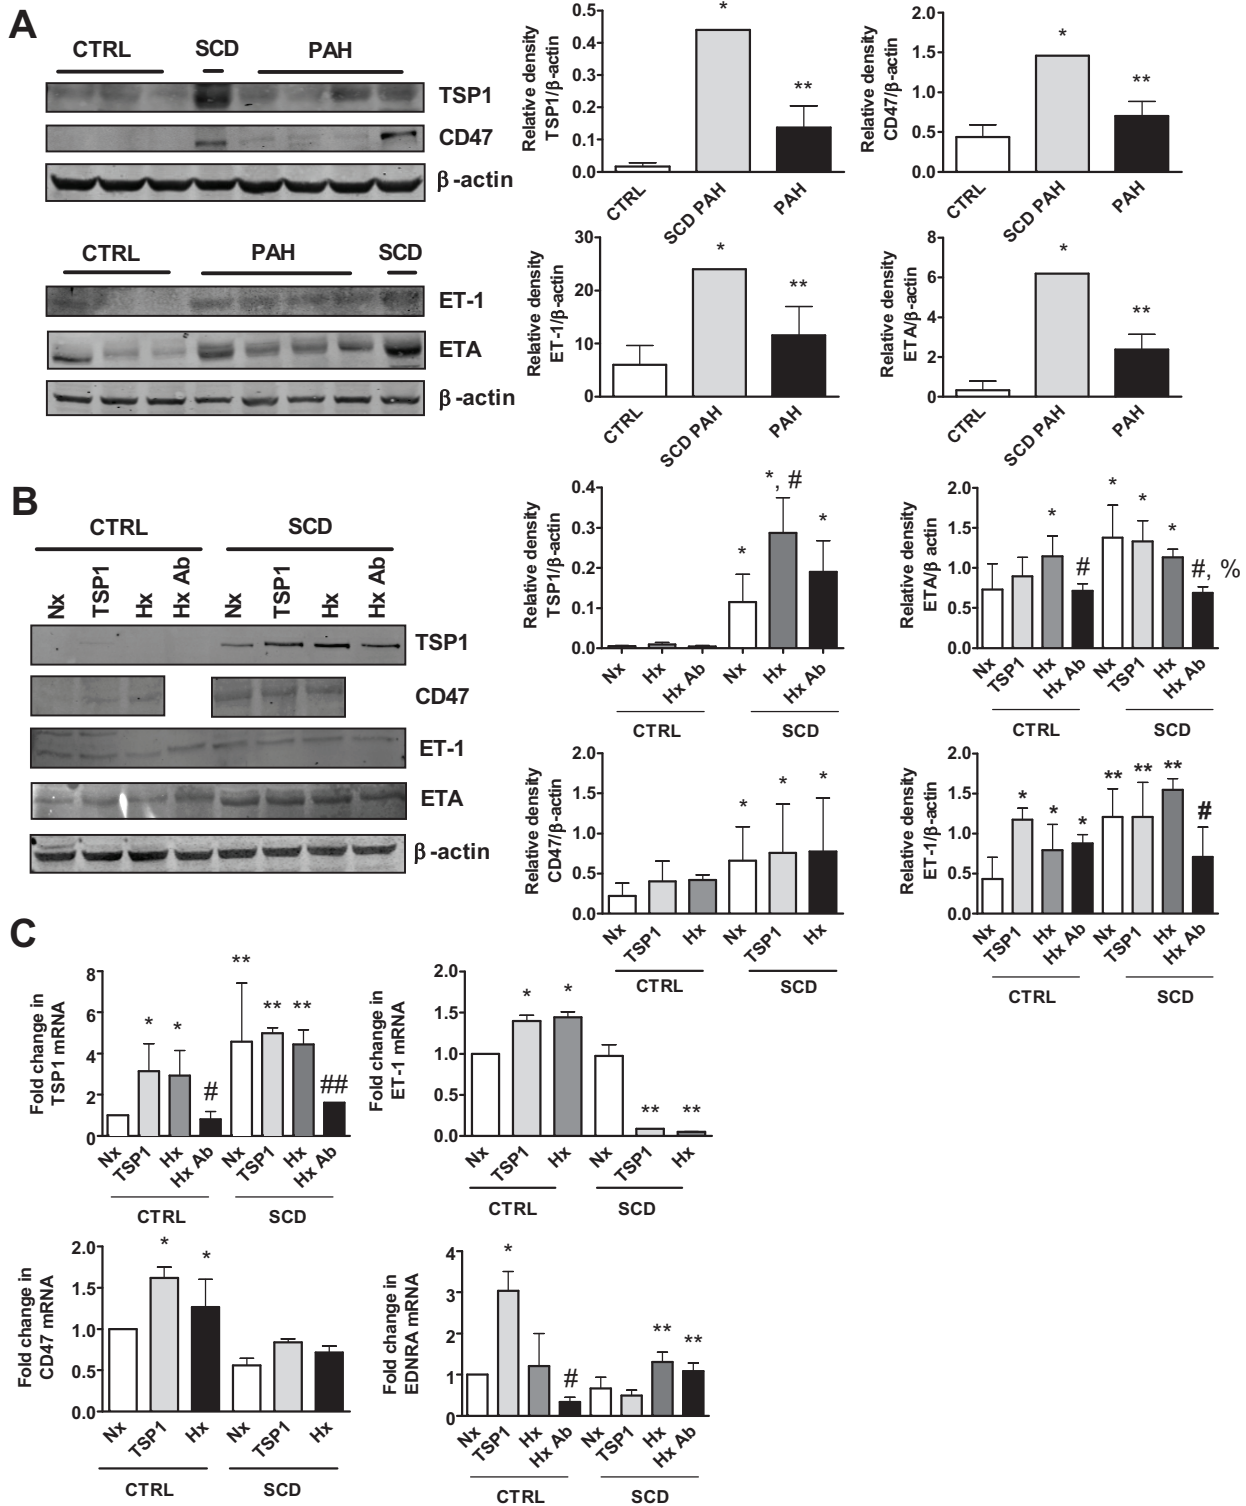 A
CTRL SCD PAH
TSP1
CD47
β-actin
CTRL PAH SCD
ET-1
ETA
β-actin
Relative density
TSP1/β-actin
0.5
0.4
0.3
0.2
0.1
0.0
*
**
CTRL SCD PAH PAH
Relative density
CD47/β-actin
2.0
1.5
1.0
0.5
0.0
*
**
CTRL SCD PAH PAH
Relative density
ET-1/β-actin
30
20
10
0
*
**
CTRL SCD PAH PAH
Relative density
ETA/β-actin
8
6
4
2
0
*
**
CTRL SCD PAH PAH
B
CTRL SCD
Nx TSP1 Hx Hx Ab Nx TSP1 Hx Hx Ab
TSP1
CD47
ET-1
ETA
β-actin
Relative density
TSP1/β-actin
0.4
0.3
0.2
0.1
0.0
* *, # *
Nx Hx Hx Ab Nx Hx Hx Ab
CTRL SCD
Relative density
ETA/β actin
2.0
1.5
1.0
0.5
0.0
* # * * * #, %
Nx TSP1 Hx Hx Ab Nx TSP1 Hx Hx Ab
CTRL SCD
Relative density
CD47/β-actin
2.0
1.5
1.0
0.5
0.0
* * *
Nx TSP1 Hx Nx TSP1 Hx
CTRL SCD
Relative density
ET-1/β-actin
2.0
1.5
1.0
0.5
0.0
* * * ** ** ** #
Nx TSP1 Hx Hx Ab Nx TSP1 Hx Hx Ab
CTRL SCD
C
Fold change in
TSP1 mRNA
8
6
4
2
0
* * # ** ** ** ##
Nx TSP1 Hx Hx Ab Nx TSP1 Hx Hx Ab
CTRL SCD
Fold change in
ET-1 mRNA
2.0
1.5
1.0
0.5
0.0
* * ** **
Nx TSP1 Hx Nx TSP1 Hx
CTRL SCD
Fold change in
CD47 mRNA
2.0
1.5
1.0
0.5
0.0
* *
Nx TSP1 Hx Nx TSP1 Hx
CTRL SCD
Fold change in
EDNRA mRNA
4
3
2
1
0
* # ** **
Nx TSP1 Hx Hx Ab Nx TSP1 Hx Hx Ab
CTRL SCD